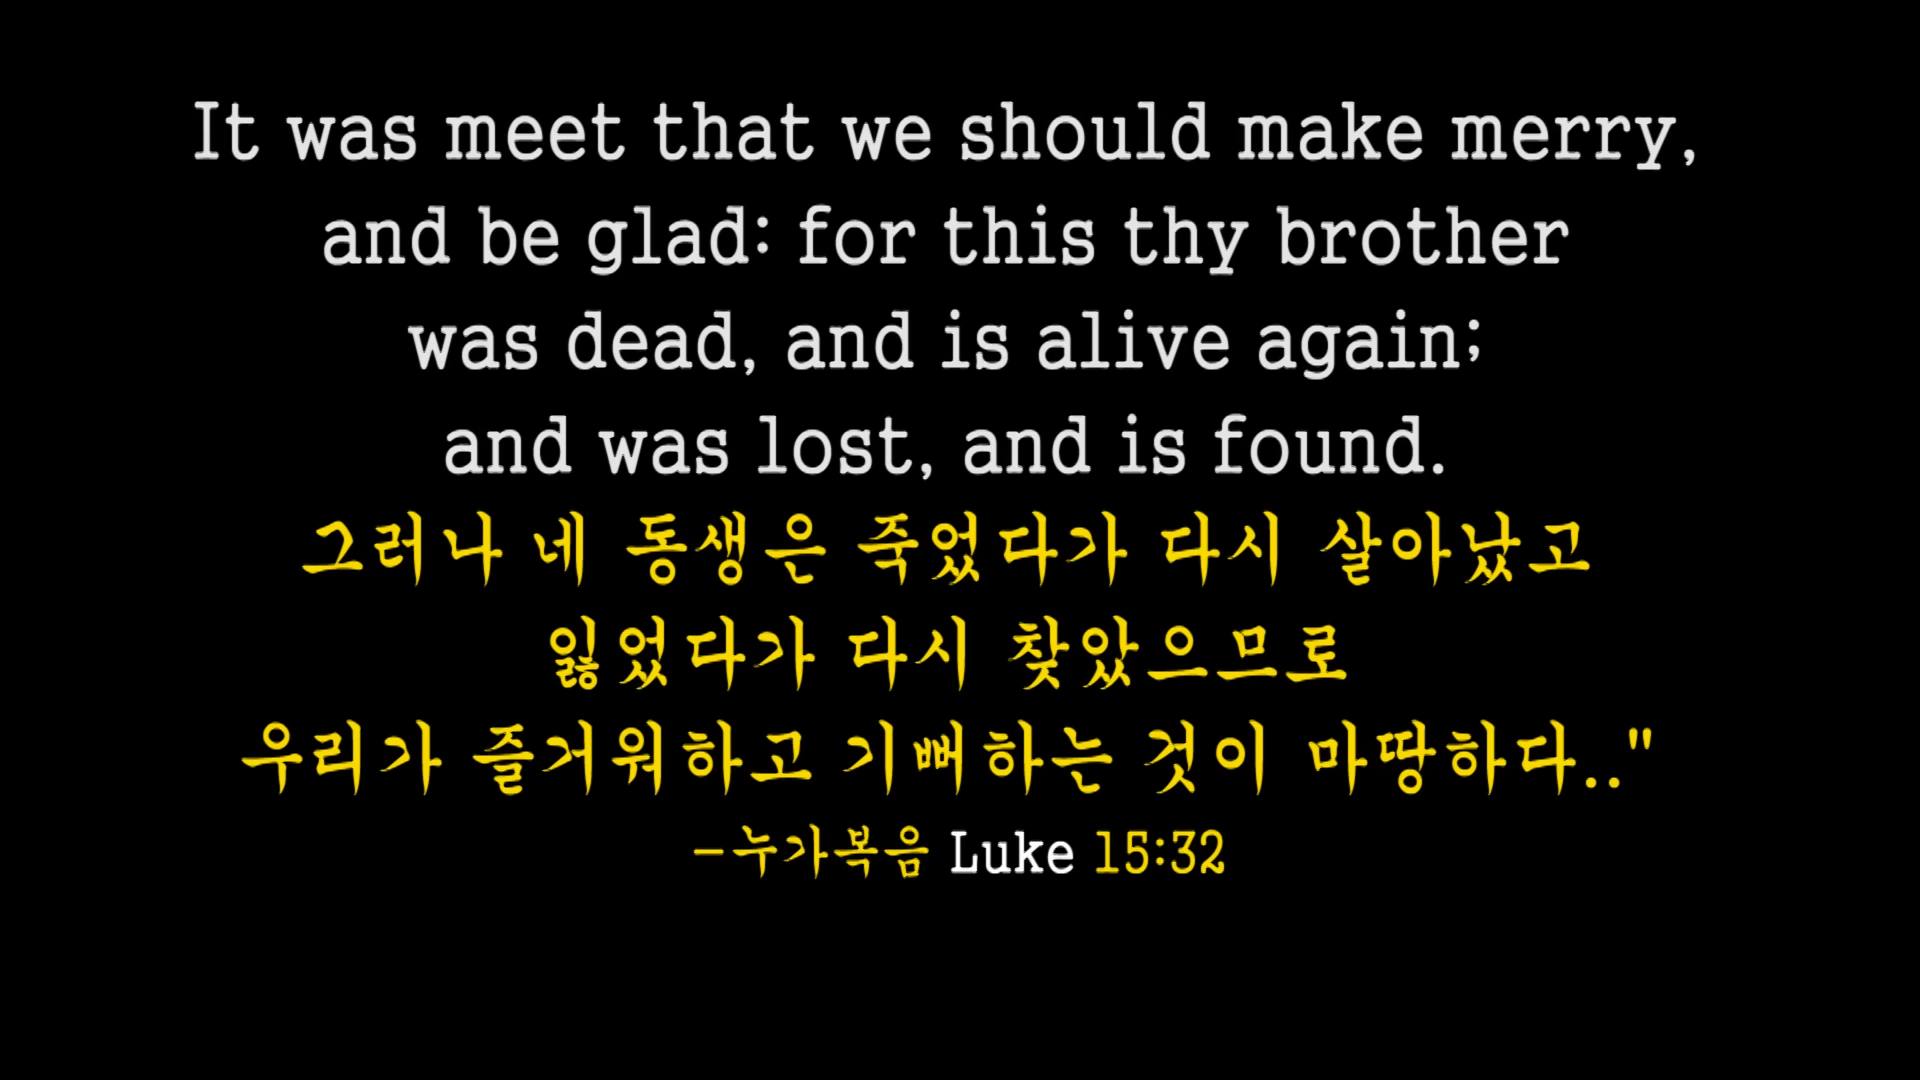 It was meet that we should make merry,
and be glad: for this thy brother
was dead, and is alive again;
and was lost, and is found.
그러나 네 동생은 죽었다가 다시 살아났고
잃었다가 다시 찾았으므로
우리가 즐거워하고 기뻐하는 것이 마땅하다.."
-누가복음 Luke 15:32